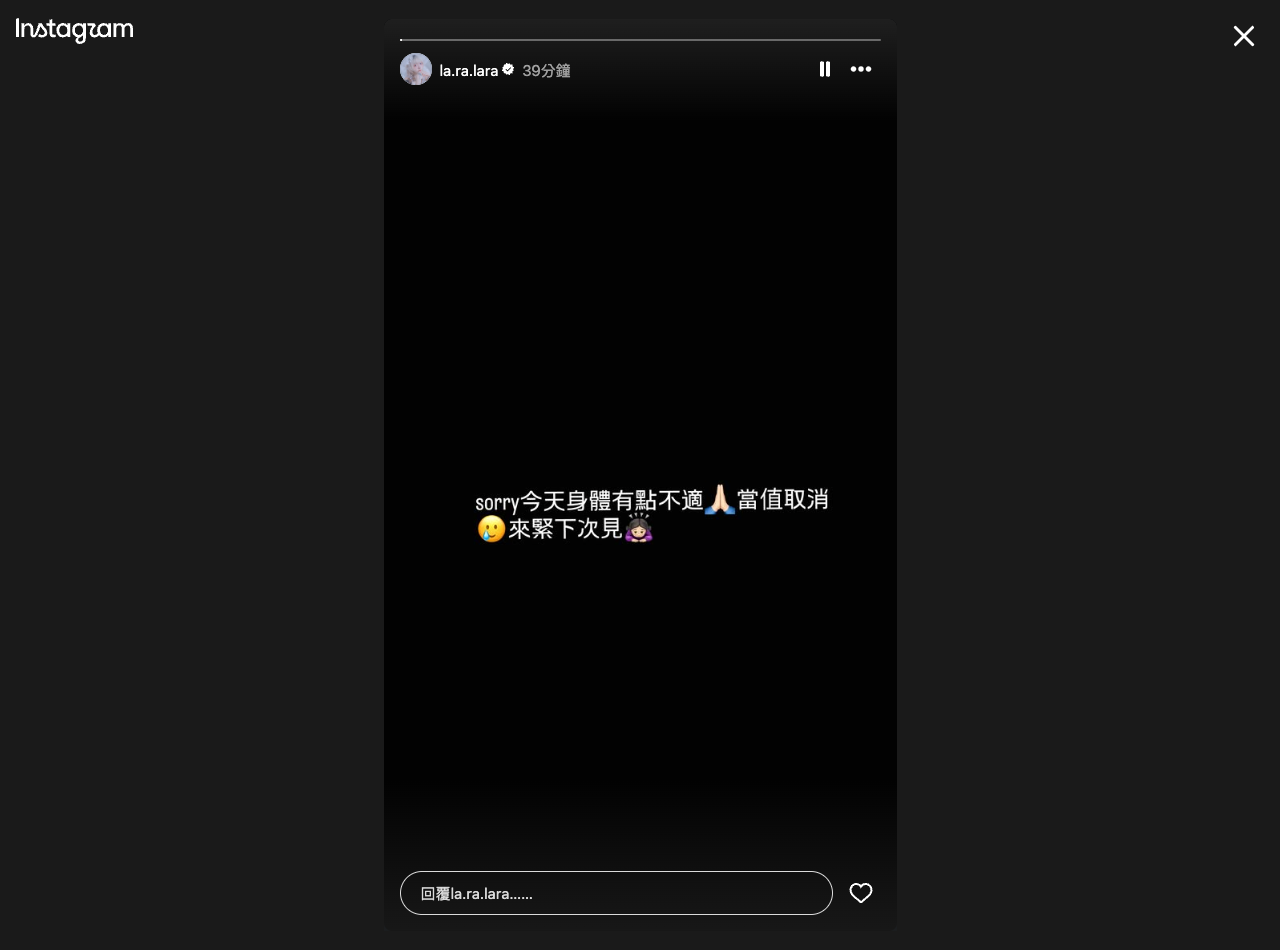 Instagram
la.ra.lara 39分鐘
sorry今天身體有點不適🙏🏻當值取消
🥲來緊下次見🙇🏻‍♀️
回覆la.ra.lara......